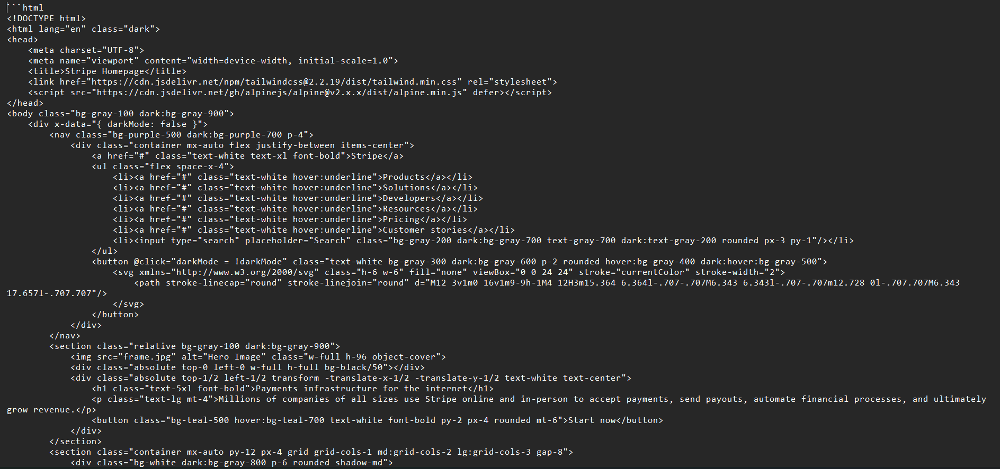 ```html
<!DOCTYPE html>
<html lang="en" class="dark">
<head>
    <meta charset="UTF-8">
    <meta name="viewport" content="width=device-width, initial-scale=1.0">
    <title>Stripe Homepage</title>
    <link href="https://cdn.jsdelivr.net/npm/tailwindcss@2.2.19/dist/tailwind.min.css" rel="stylesheet">
    <script src="https://cdn.jsdelivr.net/gh/alpinejs/alpine@v2.x.x/dist/alpine.min.js" defer></script>
</head>
<body class="bg-gray-100 dark:bg-gray-900">
    <div x-data="{ darkMode: false }">
        <nav class="bg-purple-500 dark:bg-purple-700 p-4">
            <div class="container mx-auto flex justify-between items-center">
                <a href="#" class="text-white text-xl font-bold">Stripe</a>
                <ul class="flex space-x-4">
                    <li><a href="#" class="text-white hover:underline">Products</a></li>
                    <li><a href="#" class="text-white hover:underline">Solutions</a></li>
                    <li><a href="#" class="text-white hover:underline">Developers</a></li>
                    <li><a href="#" class="text-white hover:underline">Resources</a></li>
                    <li><a href="#" class="text-white hover:underline">Pricing</a></li>
                    <li><a href="#" class="text-white hover:underline">Customer stories</a></li>
                    <li><input type="search" placeholder="Search" class="bg-gray-200 dark:bg-gray-700 text-gray-700 dark:text-gray-200 rounded px-3 py-1"/></li>
                </ul>
                <button @click="darkMode = !darkMode" class="text-white bg-gray-300 dark:bg-gray-600 p-2 rounded hover:bg-gray-400 dark:hover:bg-gray-500">
                    <svg xmlns="http://www.w3.org/2000/svg" class="h-6 w-6" fill="none" viewBox="0 0 24 24" stroke="currentColor" stroke-width="2">
                        <path stroke-linecap="round" stroke-linejoin="round" d="M12 3v1m0 16v1m9-9h-1M4 12H3m15.364 6.364l-.707-.707M6.343 6.343l-.707-.707m12.728 0l-.707.707M6.343
17.657l-.707.707"/>
                    </svg>
                </button>
            </div>
        </nav>
        <section class="relative bg-gray-100 dark:bg-gray-900">
            <img src="frame.jpg" alt="Hero Image" class="w-full h-96 object-cover">
            <div class="absolute top-0 left-0 w-full h-full bg-black/50"></div>
            <div class="absolute top-1/2 left-1/2 transform -translate-x-1/2 -translate-y-1/2 text-white text-center">
                <h1 class="text-5xl font-bold">Payments infrastructure for the internet</h1>
                <p class="text-lg mt-4">Millions of companies of all sizes use Stripe online and in-person to accept payments, send payouts, automate financial processes, and ultimately
grow revenue.</p>
                <button class="bg-teal-500 hover:bg-teal-700 text-white font-bold py-2 px-4 rounded mt-6">Start now</button>
            </div>
        </section>
        <section class="container mx-auto py-12 px-4 grid grid-cols-1 md:grid-cols-2 lg:grid-cols-3 gap-8">
            <div class="bg-white dark:bg-gray-800 p-6 rounded shadow-md">